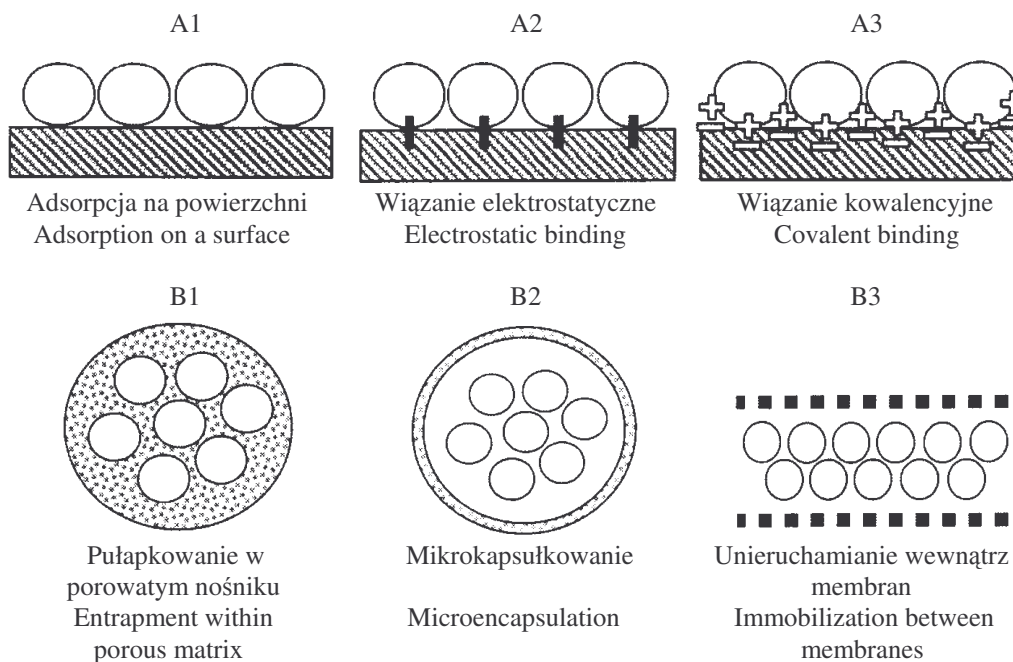 A1
A2
A3
Adsorpcja na powierzchni
Adsorption on a surface
Wiązanie elektrostatyczne
Electrostatic binding
Wiązanie kowalencyjne
Covalent binding
B1
B2
B3
Pułapkowanie w
porowatym nośniku
Entrapment within
porous matrix
Mikrokapsułkowanie
Microencapsulation
Unieruchamianie wewnątrz
membran
Immobilization between
membranes